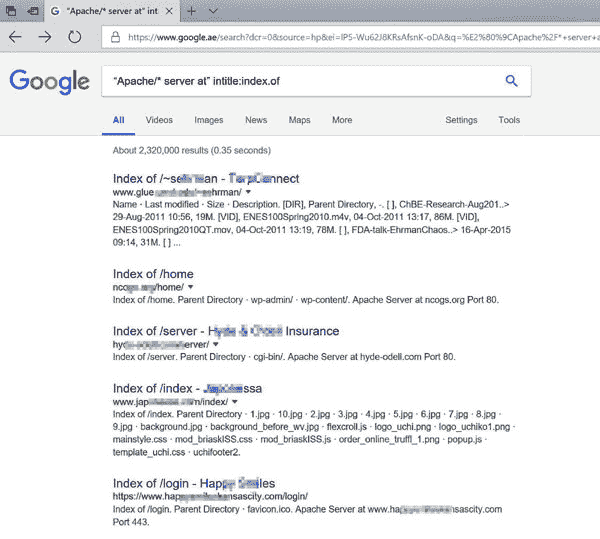 "Apache/* server at" inti
https://www.google.ae/search?dcr=0&source=hp&ei=IP5-Wu62J8KRsAfsnK-oDA&q=%E2%80%9CApache%2F*+server+a
Google
“Apache/* server at” intitle:index.of
All Videos Images News Maps More Settings Tools
About 2,320,000 results (0.35 seconds)
Index of
www.glue.
Name · Last modified · Size · Description. [DIR], Parent Directory, -. [ ], ChBE-Research-Aug201..>
29-Aug-2011 10:56, 19M. [VID], ENES100Spring2010.m4v, 04-Oct-2011 13:17, 86M. [VID],
ENES100Spring2010QT.mov, 04-Oct-2011 13:19, 78M. [ ], FDA-talk-EhrmanChaos..> 16-Apr-2015
09:14, 31M. [ ] ...
Index of /home
/home/
Index of /home. Parent Directory · wp-admin/ · wp-content/. Apache Server at ncogs.org Port 80.
Index of /server - Insurance
Index of /server. Parent Directory · cgi-bin/. Apache Server at hyde-odell.com Port 80.
Index of /index -
/index/
Index of /index. Parent Directory · 1.jpg · 10.jpg · 2.jpg · 3.jpg · 4.jpg · 5.jpg · 6.jpg · 7.jpg · 8.jpg ·
9.jpg · background.jpg · background_before_wv.jpg · flexcroll.js · logo_uchi.png · logo_uchiko1.png ·
mainstyle.css · mod_briaskISS.css · mod_briaskISS.js · order_online_truffl_1.png · popup.js ·
template_uchi.css · uchifooter2.
Index of /login -
/login/
Index of /login. Parent Directory · favicon.ico. Apache Server at
Port 443.